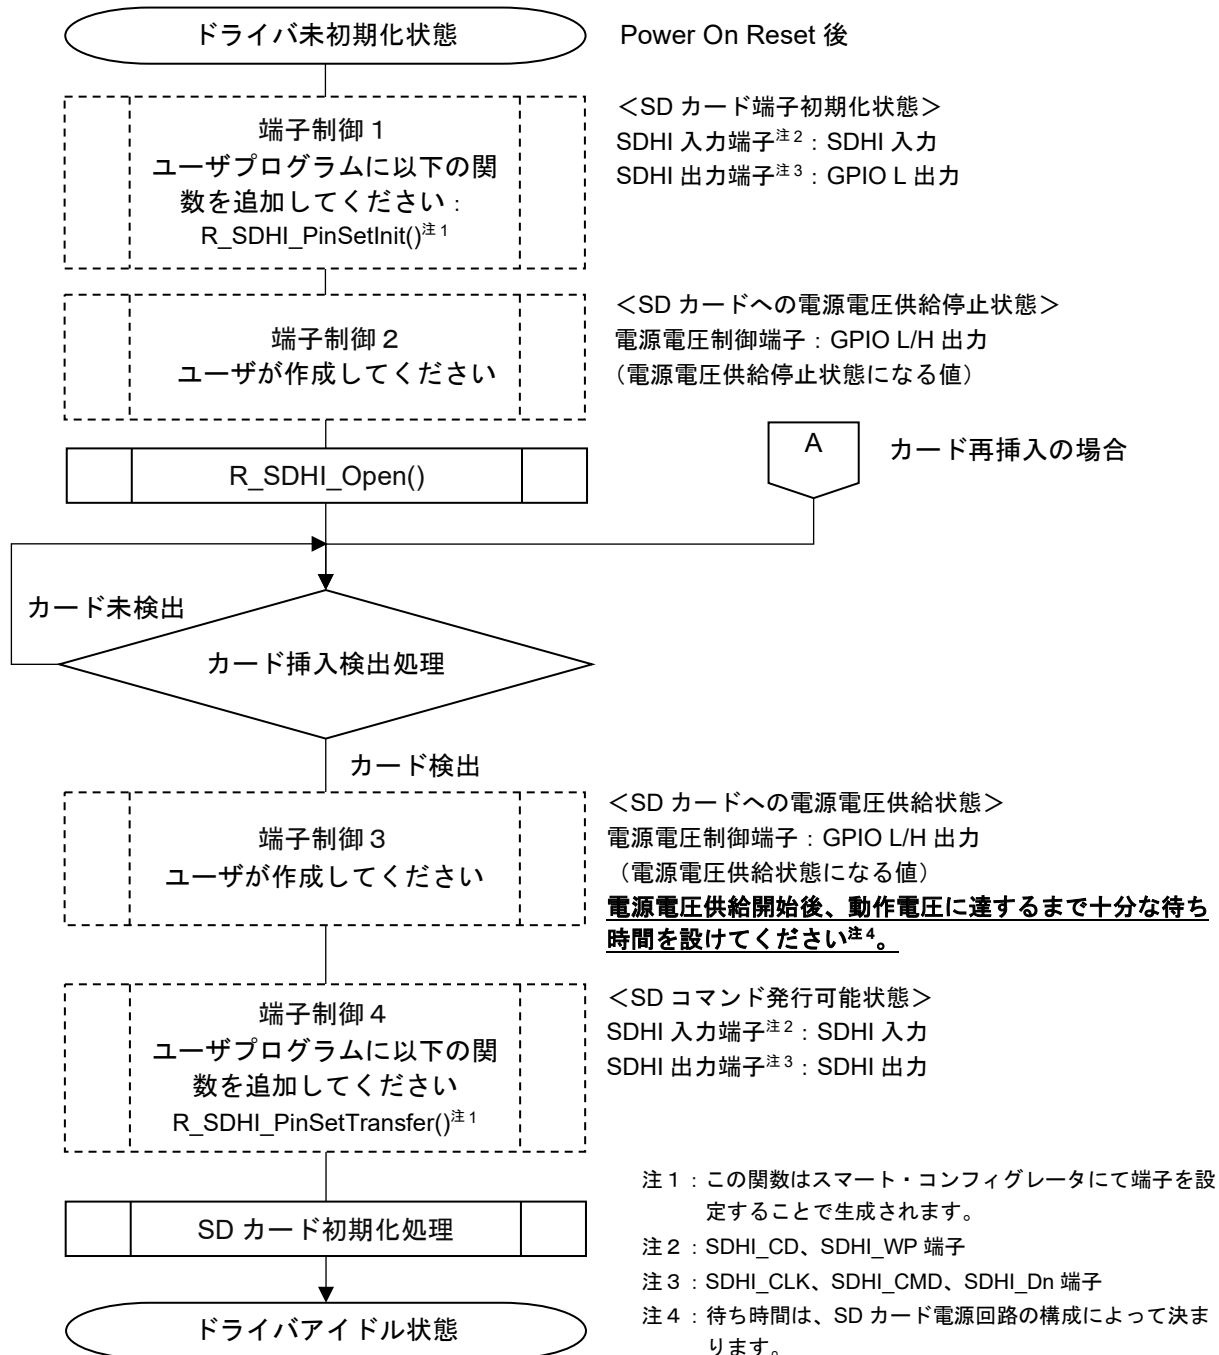 ドライバ未初期化状態
Power On Reset 後
端子制御１
ユーザプログラムに以下の関
数を追加してください：
R_SDHI_PinSetInit()注１
＜SD カード端子初期化状態＞
SDHI 入力端子注２：SDHI 入力
SDHI 出力端子注３：GPIO L 出力
端子制御２
ユーザが作成してください
＜SD カードへの電源電圧供給停止状態＞
電源電圧制御端子：GPIO L/H 出力
（電源電圧供給停止状態になる値）
R_SDHI_Open()
A
カード再挿入の場合
カード未検出
カード挿入検出処理
カード検出
端子制御３
ユーザが作成してください
＜SD カードへの電源電圧供給状態＞
電源電圧制御端子：GPIO L/H 出力
（電源電圧供給状態になる値）
電源電圧供給開始後、動作電圧に達するまで十分な待ち
時間を設けてください注４。
端子制御４
ユーザプログラムに以下の関
数を追加してください
R_SDHI_PinSetTransfer()注１
＜SD コマンド発行可能状態＞
SDHI 入力端子注２：SDHI 入力
SDHI 出力端子注３：SDHI 出力
SD カード初期化処理
ドライバアイドル状態
注１：この関数はスマート・コンフィグレータにて端子を設
定することで生成されます。
注２：SDHI_CD、SDHI_WP 端子
注３：SDHI_CLK、SDHI_CMD、SDHI_Dn 端子
注４：待ち時間は、SD カード電源回路の構成によって決ま
ります。